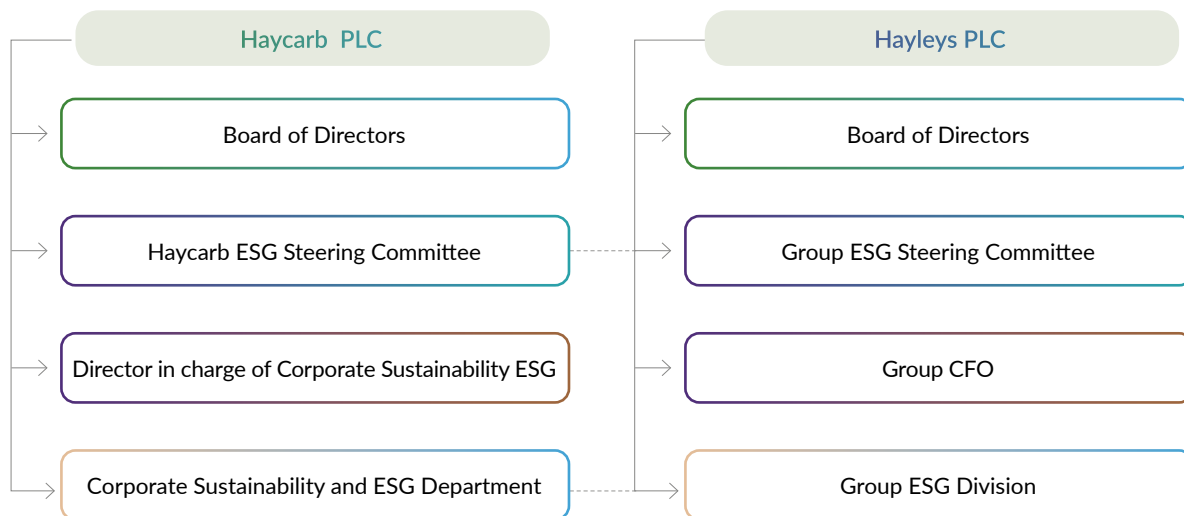 Haycarb PLC
Board of Directors
Haycarb ESG Steering Committee
Director in charge of Corporate Sustainability ESG
Corporate Sustainability and ESG Department
Hayleys PLC
Board of Directors
Group ESG Steering Committee
Group CFO
Group ESG Division